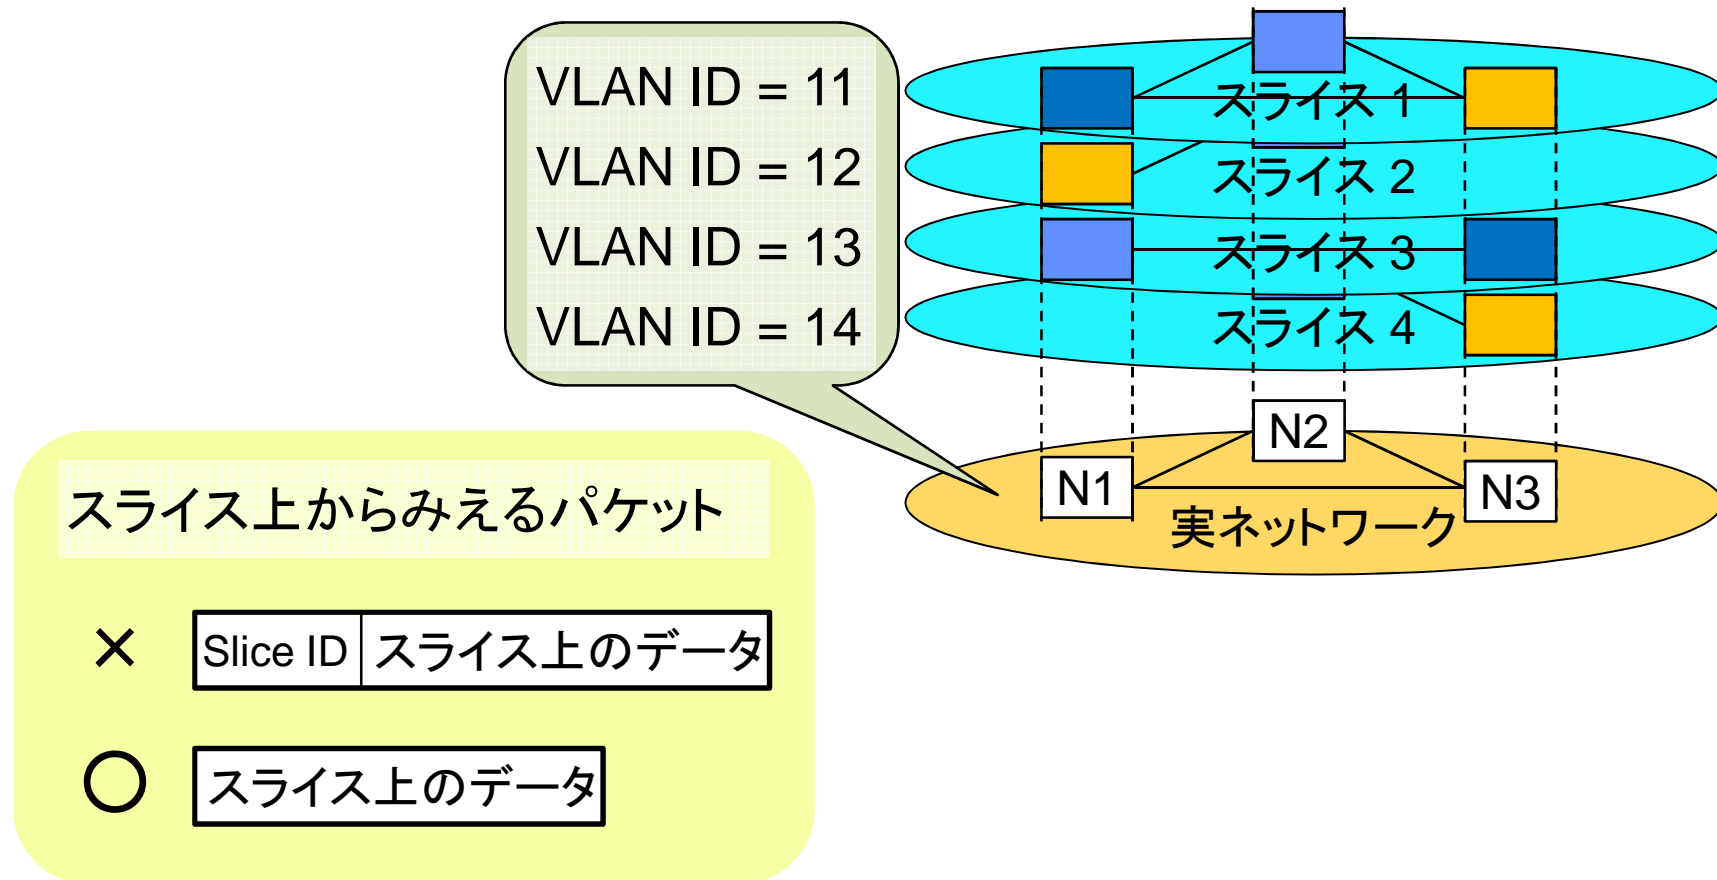 VLAN ID = 11
VLAN ID = 12
VLAN ID = 13
VLAN ID = 14
スライス 1
スライス 2
スライス 3
スライス 4
N2
N1
N3
実ネットワーク
スライス上からみえるパケット
× Slice ID スライス上のデータ
○ スライス上のデータ